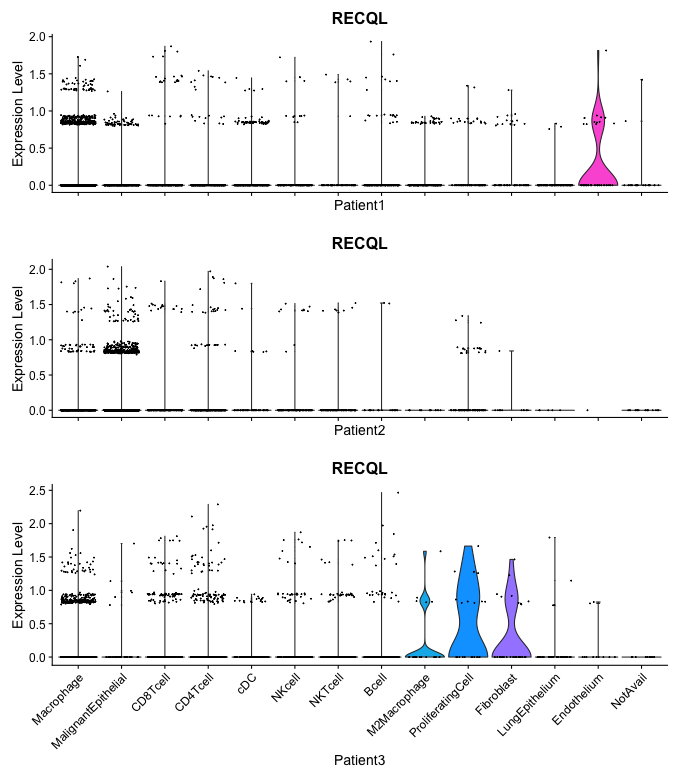 RECQL
Expression Level
2.0
1.5
1.0
0.5
0.0
Patient1
RECQL
Expression Level
2.0
1.5
1.0
0.5
0.0
Patient2
RECQL
Expression Level
2.5
2.0
1.5
1.0
0.5
0.0
Macrophage
MalignantEpithelial
CD8Tcell
CD4Tcell
cDC
NKcell
NKTcell
Bcell
M2Macrophage
ProliferatingCell
Fibroblast
LungEpithelium
Endothelium
NotAvail
Patient3